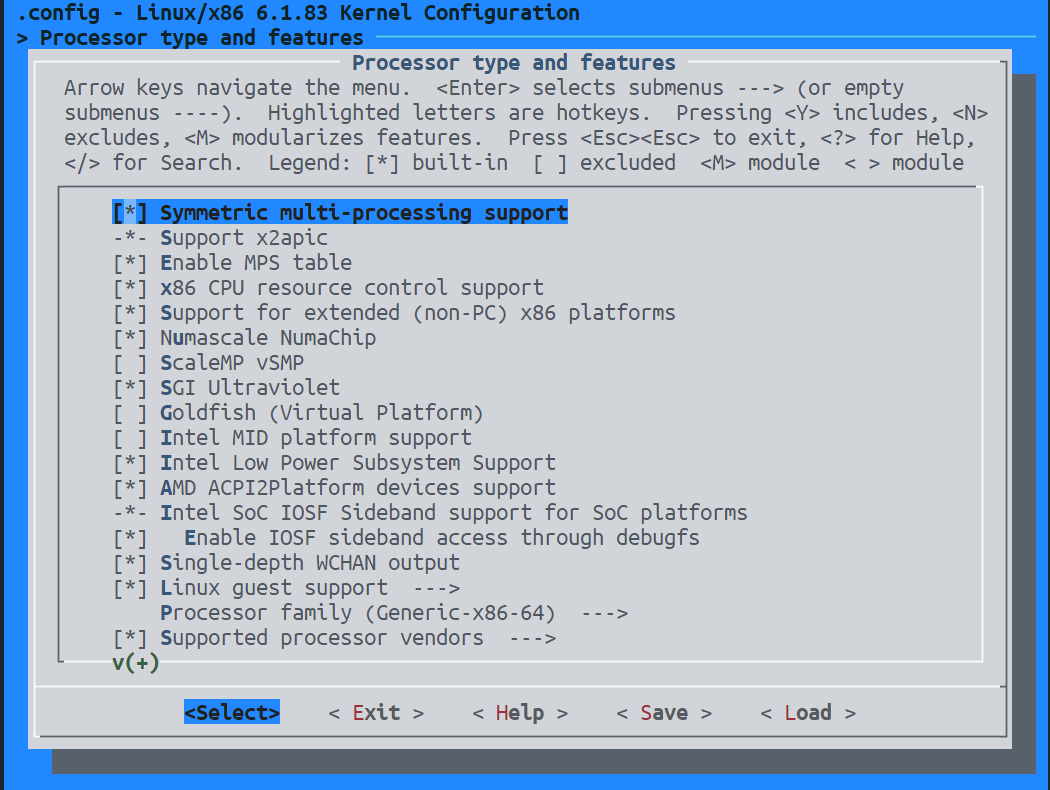 .config - Linux/x86 6.1.83 Kernel Configuration
> Processor type and features
Processor type and features
Arrow keys navigate the menu.  <Enter> selects submenus ---> (or empty
submenus ----).  Highlighted letters are hotkeys.  Pressing <Y> includes, <N>
excludes, <M> modularizes features.  Press <Esc><Esc> to exit, <?> for Help,
</> for Search.  Legend: [*] built-in  [ ] excluded  <M> module  < > module
[*] Symmetric multi-processing support
-*- Support x2apic
[*] Enable MPS table
[*] x86 CPU resource control support
[*] Support for extended (non-PC) x86 platforms
[*] Numascale NumaChip
[ ] ScaleMP vSMP
[*] SGI Ultraviolet
[ ] Goldfish (Virtual Platform)
[ ] Intel MID platform support
[*] Intel Low Power Subsystem Support
[*] AMD ACPI2Platform devices support
-*- Intel SoC IOSF Sideband support for SoC platforms
[*]   Enable IOSF sideband access through debugfs
[*] Single-depth WCHAN output
[*] Linux guest support  --->
Processor family (Generic-x86-64)  --->
[*] Supported processor vendors  --->
v(+)
<Select>    < Exit >    < Help >    < Save >    < Load >